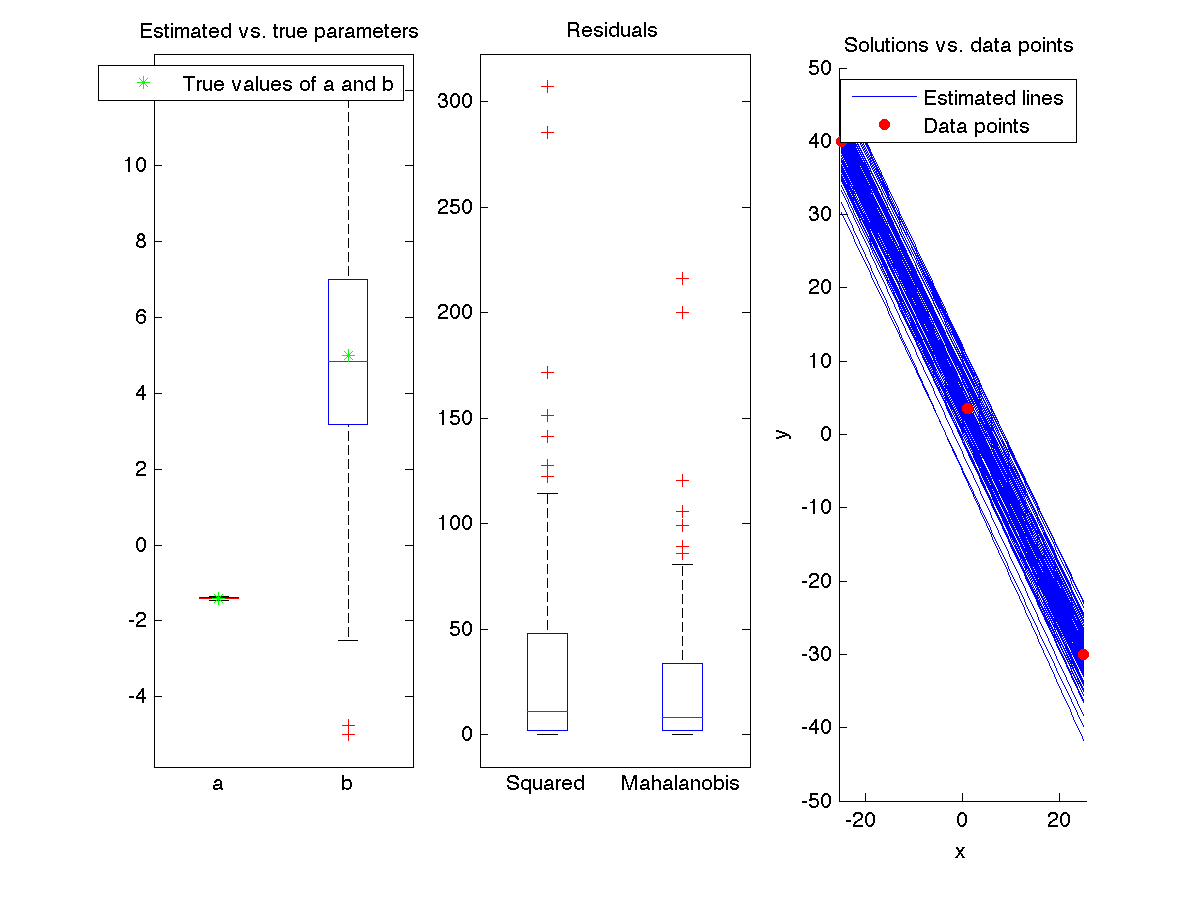 Estimated vs. true parameters
True values of a and b
10
8
6
4
2
0
-2
-4
a
b
Residuals
300
250
200
150
100
50
0
Squared
Mahalanobis
Solutions vs. data points
Estimated lines
Data points
50
40
30
20
10
0
-10
-20
-30
-40
-50
y
-20
0
20
x